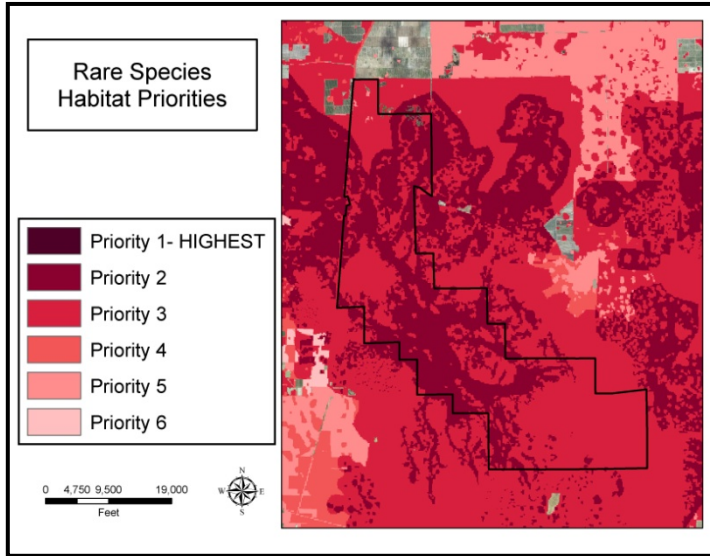 Rare Species
Habitat Priorities
Priority 1- HIGHEST
Priority 2
Priority 3
Priority 4
Priority 5
Priority 6
0 4,750 9,500 19,000
Feet
N
W E
S